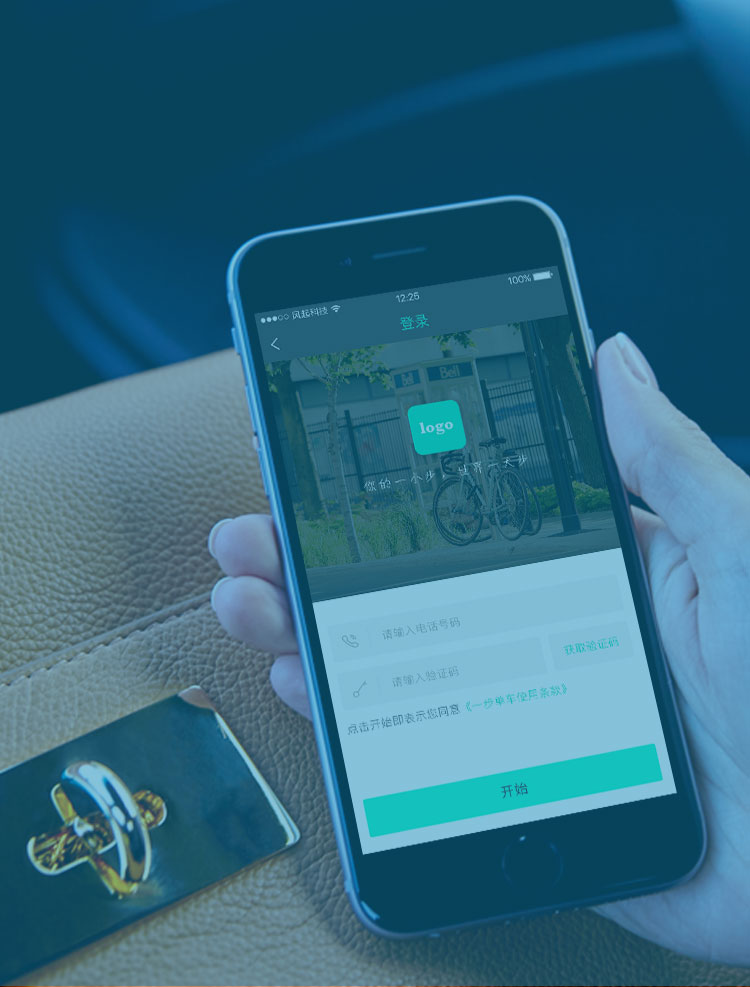 风起科技 12:25 100%
登录
Bell Bell
logo
您的一小步，世界一大步
请输入电话号码
请输入验证码 获取验证码
点击开始即表示您同意《一步单车使用条款》
开始